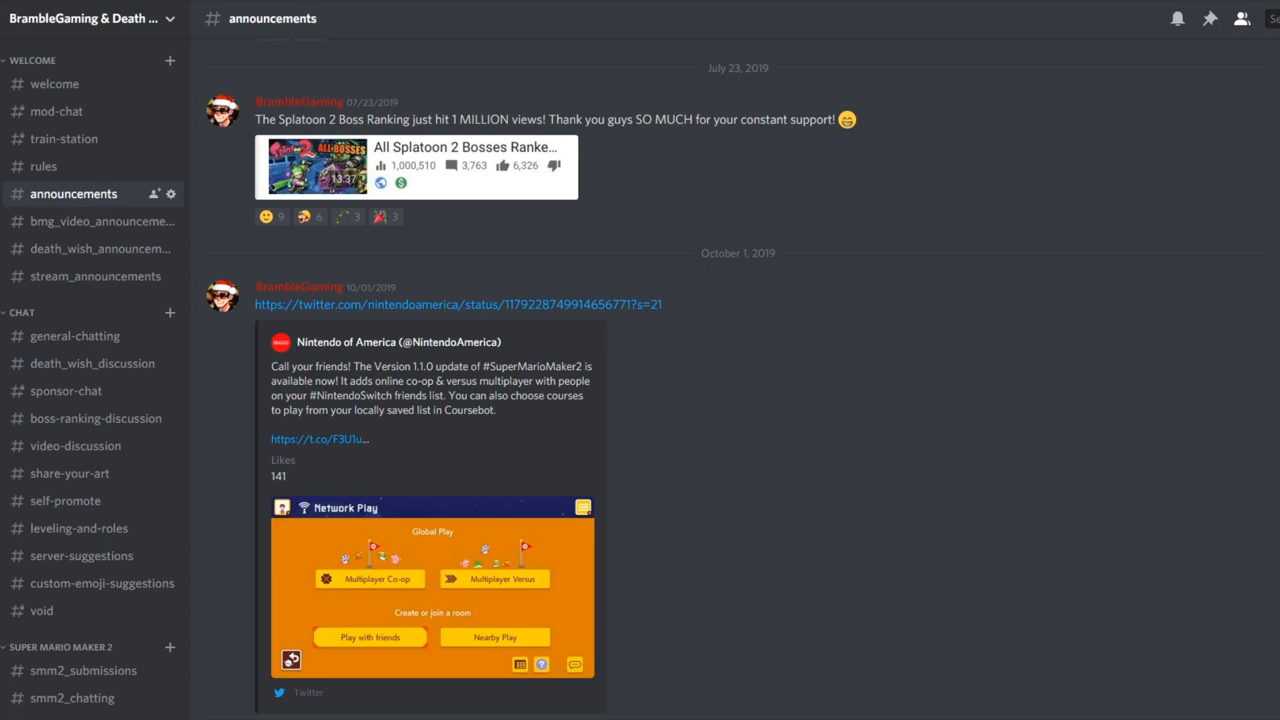 BrambleGaming & Death ...
announcements
WELCOME
welcome
mod-chat
train-station
rules
announcements
bmg_video_announceme...
death_wish_announcem...
stream_announcements
CHAT
general-chatting
death_wish_discussion
sponsor-chat
boss-ranking-discussion
video-discussion
share-your-art
self-promote
leveling-and-roles
server-suggestions
custom-emoji-suggestions
void
SUPER MARIO MAKER 2
smm2_submissions
smm2_chatting
July 23, 2019
BrambleGaming 07/23/2019
The Splatoon 2 Boss Ranking just hit 1 MILLION views! Thank you guys SO MUCH for your constant support!
ALL BOSSES
13:37
All Splatoon 2 Bosses Ranke...
1,000,510 3,763 6,326
9 6 3 3
October 1, 2019
BrambleGaming 10/01/2019
https://twitter.com/nintendoamerica/status/1179228749914656771?s=21
Nintendo of America (@NintendoAmerica)
Call your friends! The Version 1.1.0 update of #SuperMarioMaker2 is
available now! It adds online co-op & versus multiplayer with people
on your #NintendoSwitch friends list. You can also choose courses
to play from your locally saved list in Coursebot.
https://t.co/F3U1u...
Likes
141
Network Play
Global Play
Multiplayer Co-op Multiplayer Versus
Create or join a room
Play with friends Nearby Play
Twitter